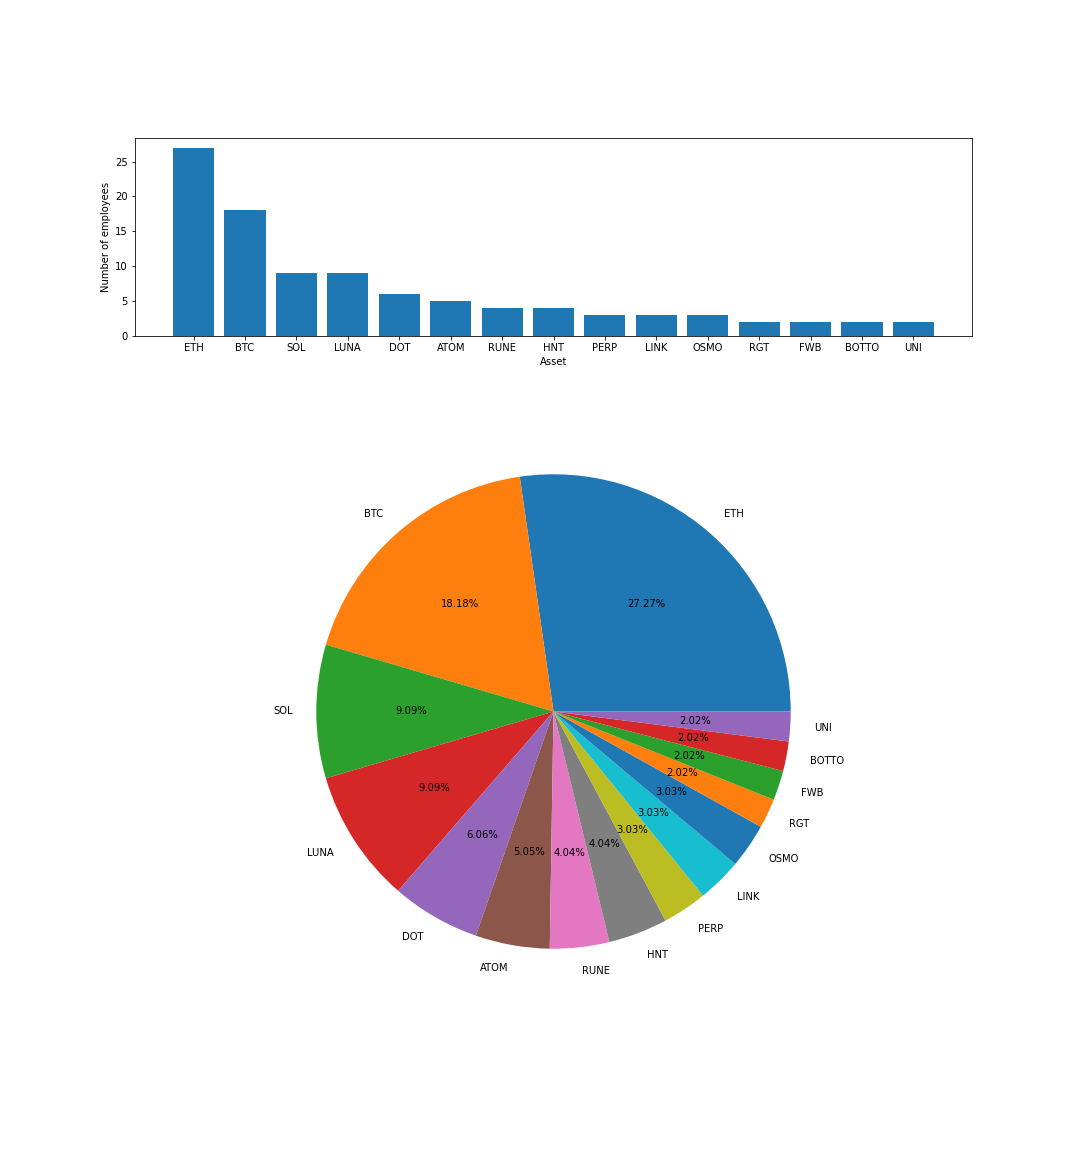 25
20
15
10
5
0
Number of employees
ETH BTC SOL LUNA DOT ATOM RUNE HNT PERP LINK OSMO RGT FWB BOTTO UNI
Asset
BTC
ETH
18.18%
27.27%
SOL
9.09%
2.02%
UNI
2.02%
BOTTO
2.02%
2.02%
9.09%
3.03%
FWB
3.03%
RGT
3.03%
6.06%
4.04%
LUNA
5.05%
4.04%
OSMO
LINK
PERP
DOT
HNT
ATOM
RUNE